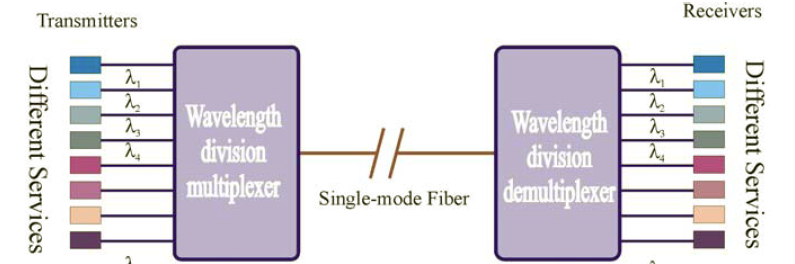 Transmitters
Receivers
Different Services
λ1
λ2
λ3
λ4
Wavelength
division
multiplexer
Single-mode Fiber
Wavelength
division
demultiplexer
λ1
λ2
λ3
λ4
Different Services